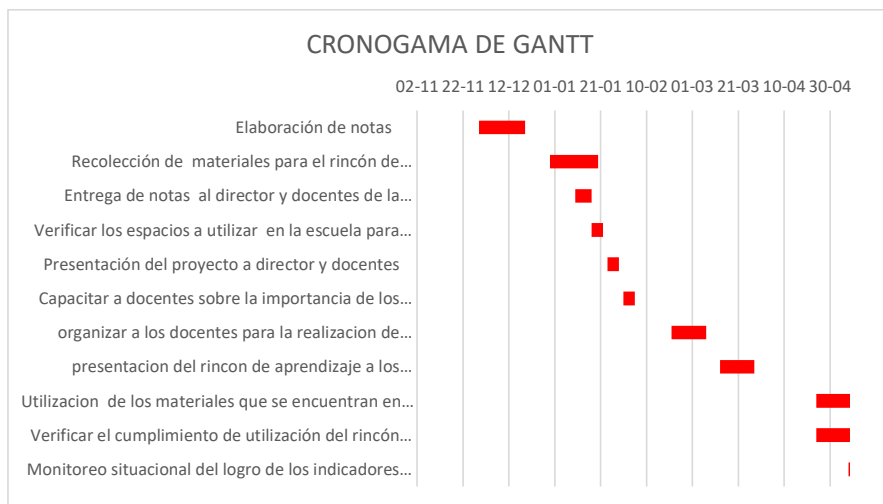 CRONOGAMA DE GANTT
02-11 22-11 12-12 01-01 21-01 10-02 01-03 21-03 10-04 30-04
Elaboración de notas
Recolección de materiales para el rincón de…
Entrega de notas al director y docentes de la…
Verificar los espacios a utilizar en la escuela para…
Presentación del proyecto a director y docentes
Capacitar a docentes sobre la importancia de los…
organizar a los docentes para la realizacion de…
presentacion del rincon de aprendizaje a los…
Utilizacion de los materiales que se encuentran en…
Verificar el cumplimiento de utilización del rincón…
Monitoreo situacional del logro de los indicadores…